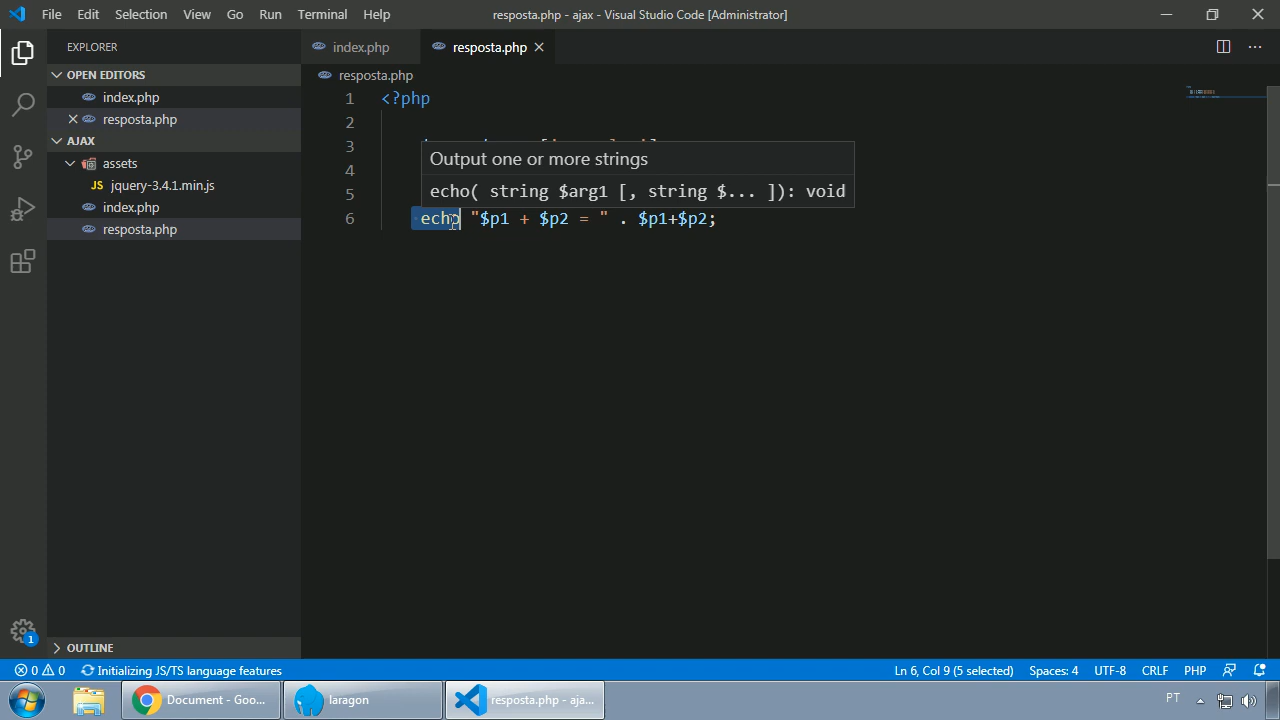 File Edit Selection View Go Run Terminal Help
resposta.php - ajax - Visual Studio Code [Administrator]
EXPLORER
OPEN EDITORS
index.php
resposta.php
AJAX
assets
JS jquery-3.4.1.min.js
index.php
resposta.php
OUTLINE
index.php
resposta.php
resposta.php
1 <?php
2
3
4
5
6 echo "$p1 + $p2 = " . $p1+$p2;
Output one or more strings
echo( string $arg1 [, string $... ]): void
1
0 0 Initializing JS/TS language features
Ln 6, Col 9 (5 selected) Spaces: 4 UTF-8 CRLF PHP
Document - Goo...
laragon
resposta.php - aja...
PT